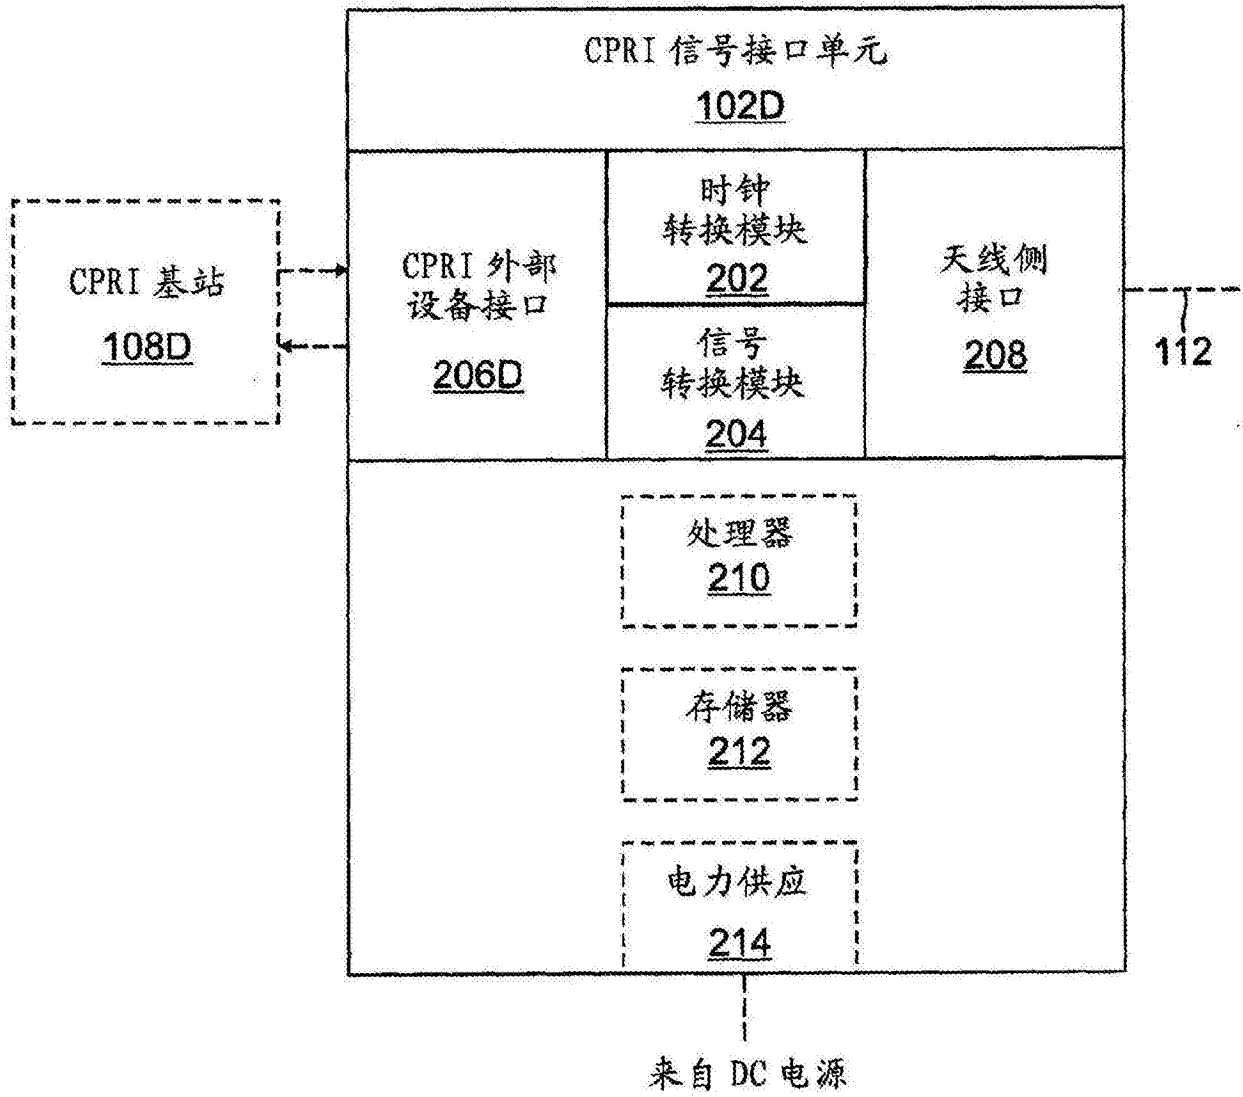 CPRI 信号接口单元
102D
CPRI 基站
108D
CPRI 外部
设备接口
206D
时钟
转换模块
202
信号
转换模块
204
天线侧
接口
208
112
处理器
210
存储器
212
电力供应
214
来自 DC 电源